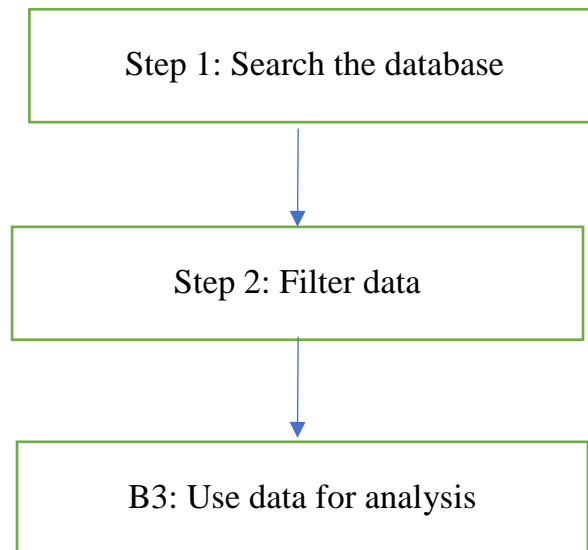 Step 1: Search the database
Step 2: Filter data
B3: Use data for analysis